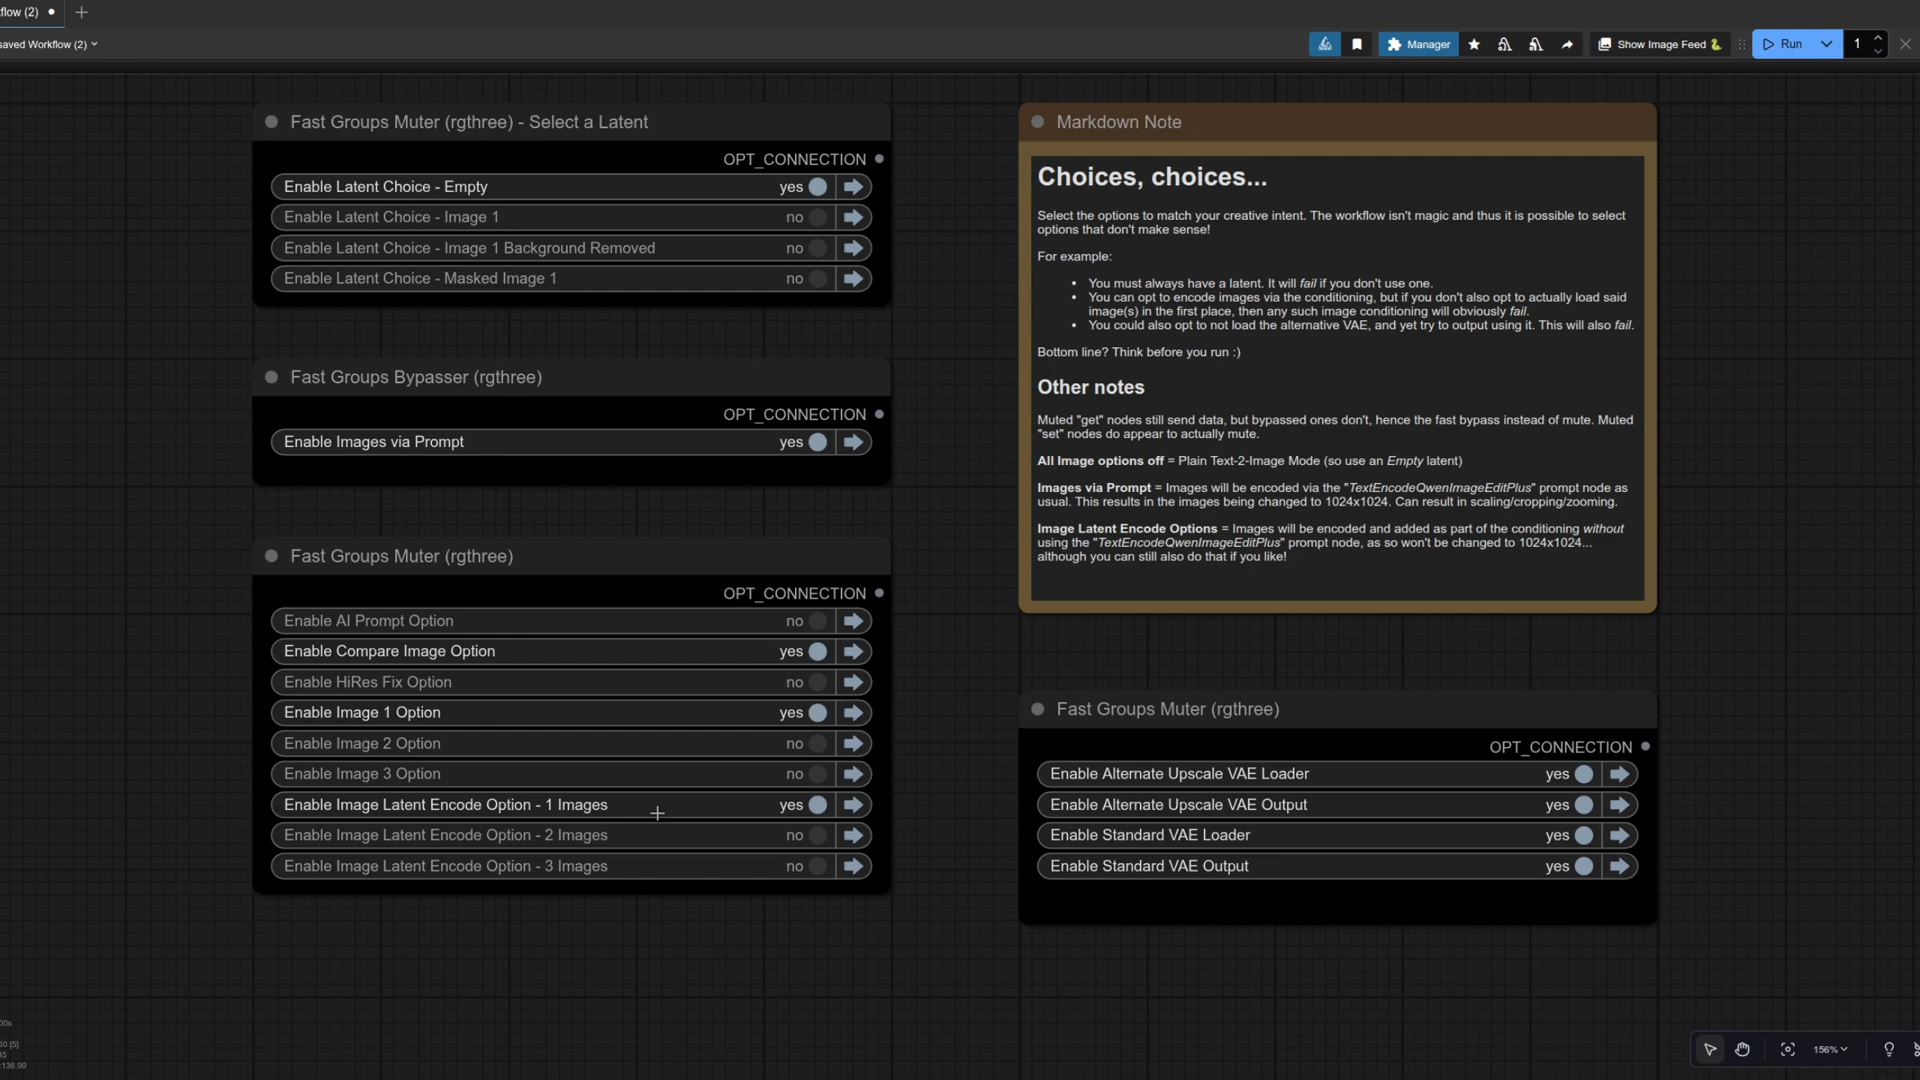 flow (2)
saved Workflow (2)
Manager
Show Image Feed
Run
1
Fast Groups Muter (rgthree) - Select a Latent
OPT_CONNECTION
Enable Latent Choice - Empty yes
Enable Latent Choice - Image 1 no
Enable Latent Choice - Image 1 Background Removed no
Enable Latent Choice - Masked Image 1 no
Fast Groups Bypasser (rgthree)
OPT_CONNECTION
Enable Images via Prompt yes
Fast Groups Muter (rgthree)
OPT_CONNECTION
Enable AI Prompt Option no
Enable Compare Image Option yes
Enable HiRes Fix Option no
Enable Image 1 Option yes
Enable Image 2 Option no
Enable Image 3 Option no
Enable Image Latent Encode Option - 1 Images yes
Enable Image Latent Encode Option - 2 Images no
Enable Image Latent Encode Option - 3 Images no
Markdown Note
Choices, choices...
Select the options to match your creative intent. The workflow isn't magic and thus it is possible to select
options that don't make sense!
For example:
• You must always have a latent. It will fail if you don't use one.
• You can opt to encode images via the conditioning, but if you don't also opt to actually load said
image(s) in the first place, then any such image conditioning will obviously fail.
• You could also opt to not load the alternative VAE, and yet try to output using it. This will also fail.
Bottom line? Think before you run :)
Other notes
Muted "get" nodes still send data, but bypassed ones don't, hence the fast bypass instead of mute. Muted
"set" nodes do appear to actually mute.
All Image options off = Plain Text-2-Image Mode (so use an Empty latent)
Images via Prompt = Images will be encoded via the "TextEncodeQwenImageEditPlus" prompt node as
usual. This results in the images being changed to 1024x1024. Can result in scaling/cropping/zooming.
Image Latent Encode Options = Images will be encoded and added as part of the conditioning without
using the "TextEncodeQwenImageEditPlus" prompt node, as so won't be changed to 1024x1024...
although you can still also do that if you like!
Fast Groups Muter (rgthree)
OPT_CONNECTION
Enable Alternate Upscale VAE Loader yes
Enable Alternate Upscale VAE Output yes
Enable Standard VAE Loader yes
Enable Standard VAE Output yes
156%